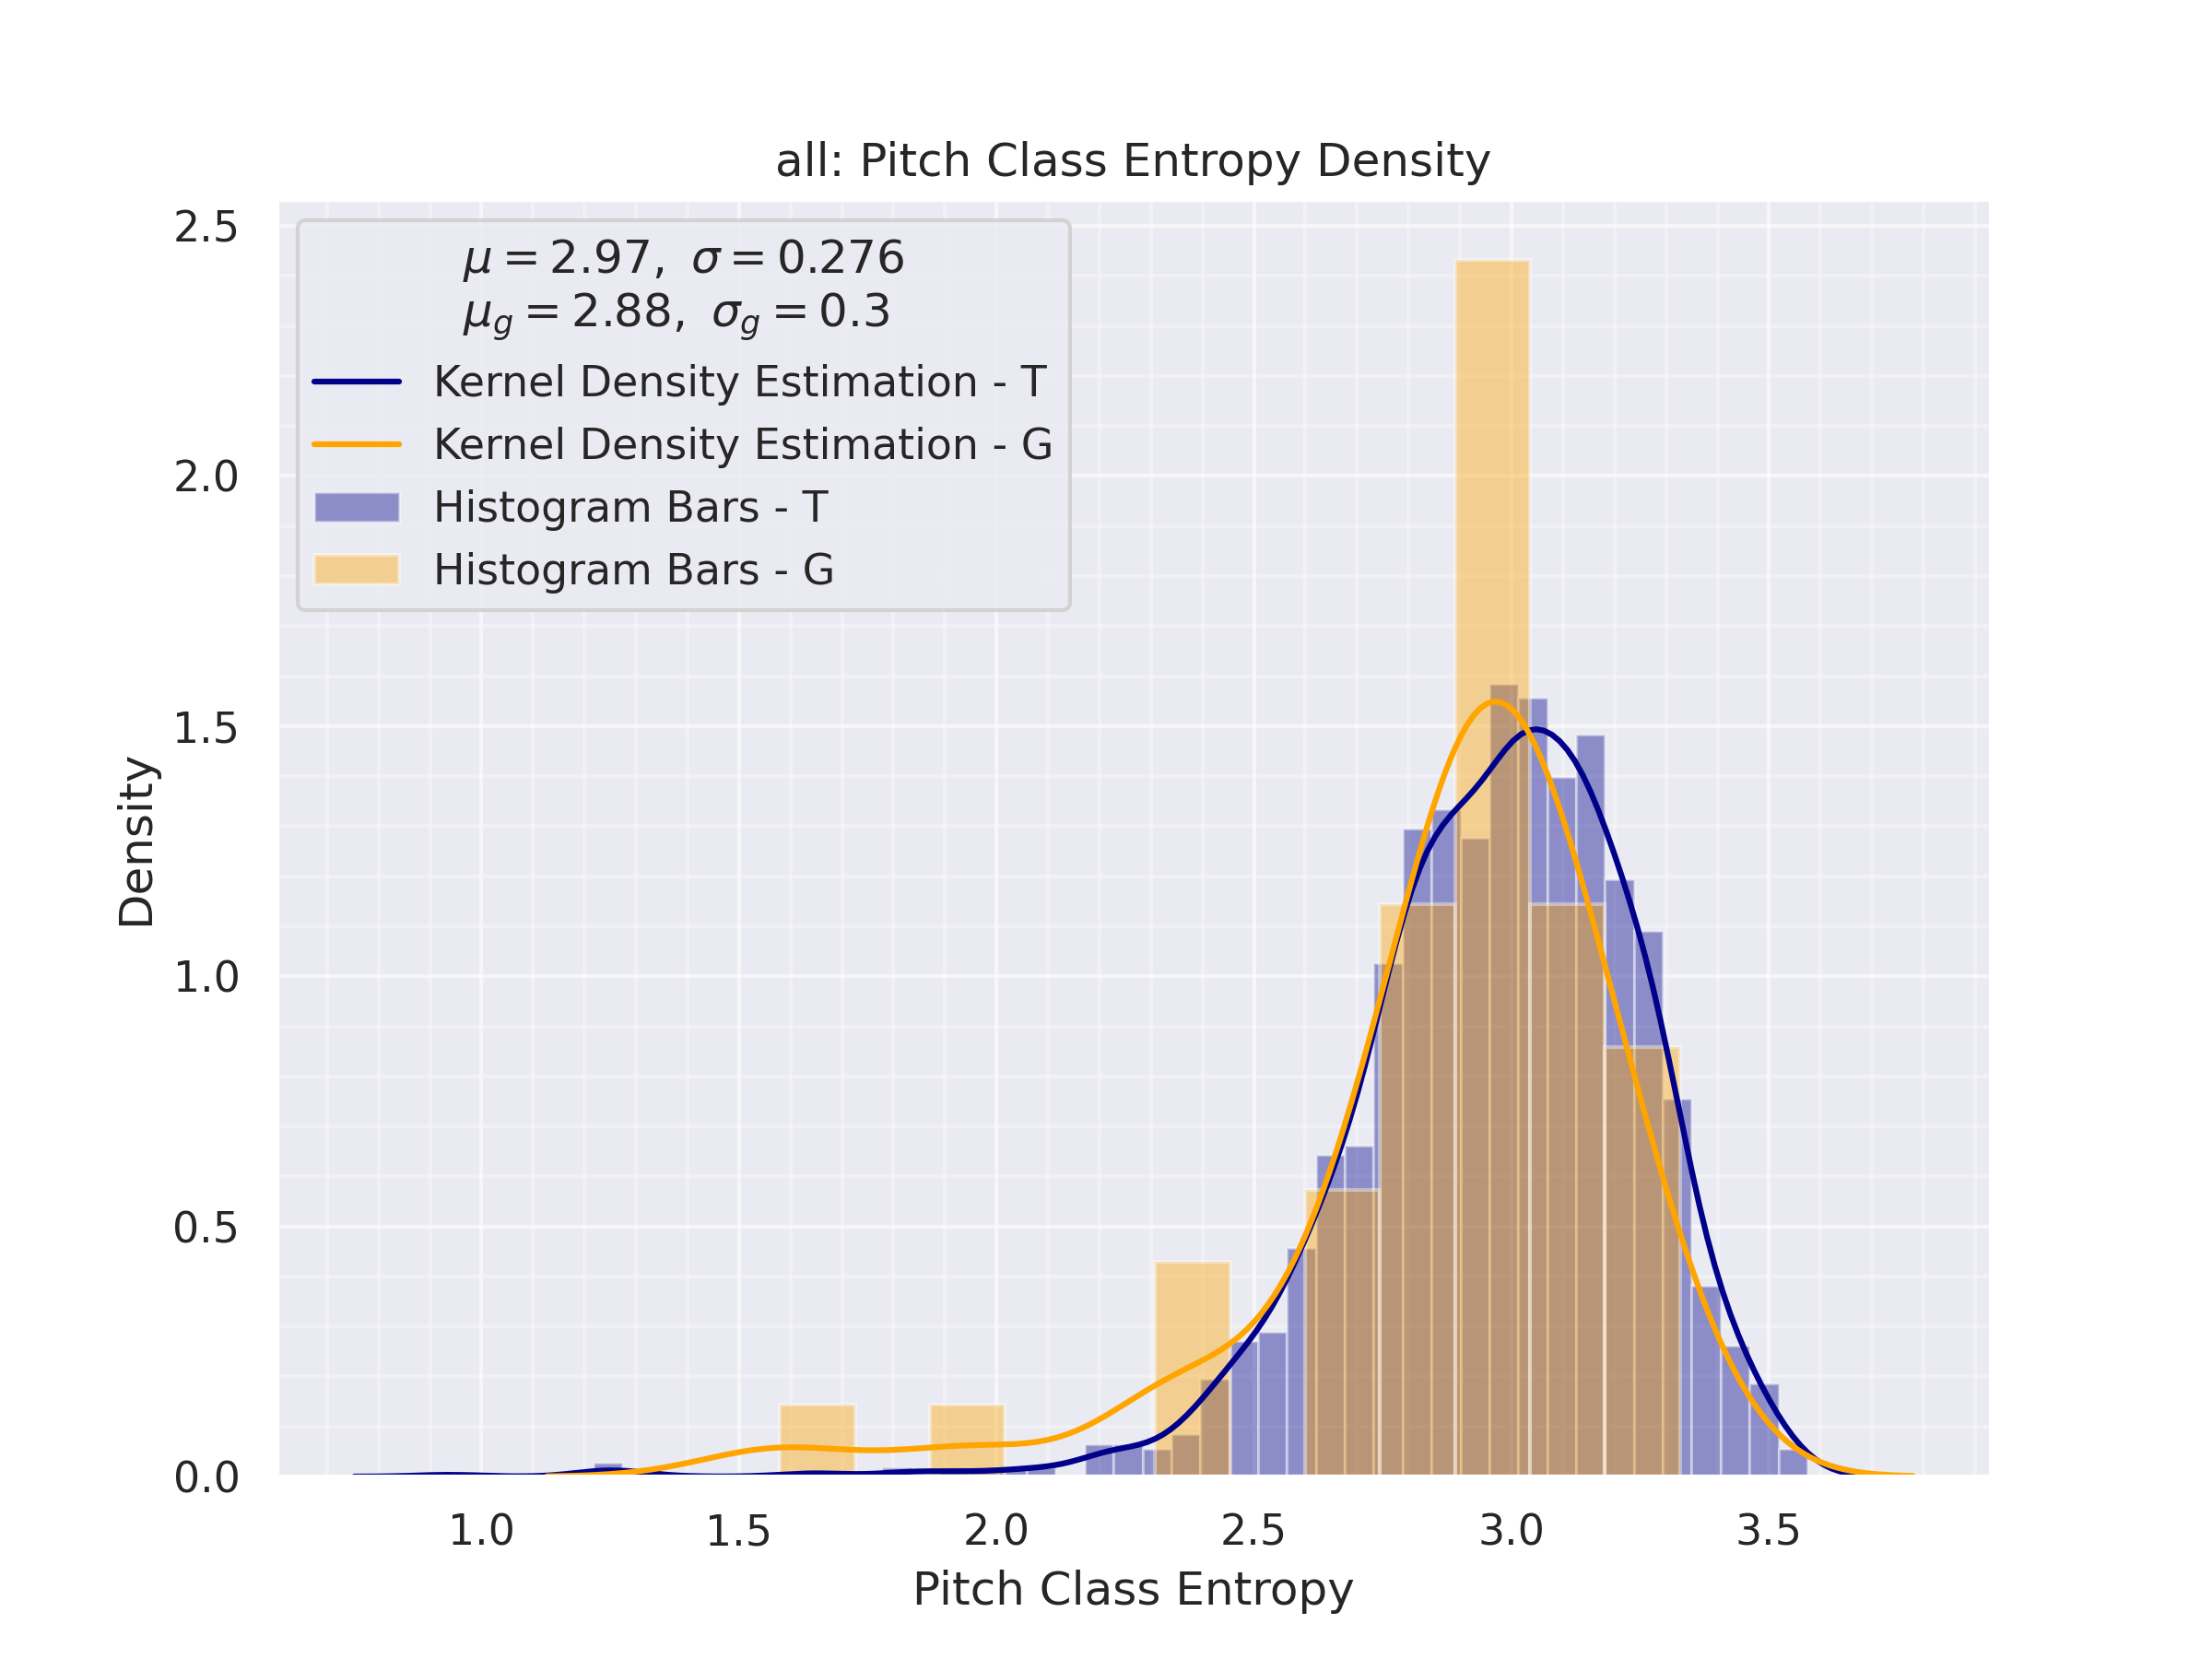 all: Pitch Class Entropy Density
2.5
2.0
1.5
1.0
0.5
0.0
Density
μ = 2.97, σ = 0.276
μ_g = 2.88, σ_g = 0.3
Kernel Density Estimation - T
Kernel Density Estimation - G
Histogram Bars - T
Histogram Bars - G
1.0 1.5 2.0 2.5 3.0 3.5
Pitch Class Entropy